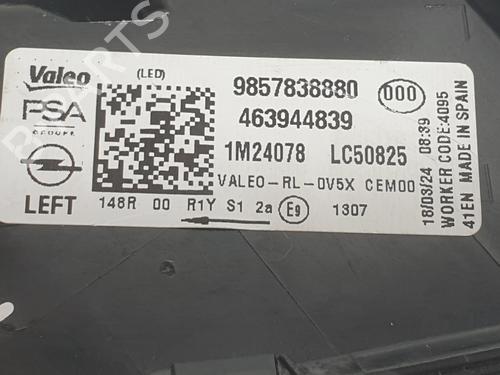 Valeo
(LED)
9857838880
000
PSA
GROUPE
463944839
1M24078 LC50825
VALEO-RL-0V5X CEM00
LEFT
148R 00 R1Y S1 2a E9 1307
18/03/24 08:39
WORKER CODE:4095
41EN MADE IN SPAIN